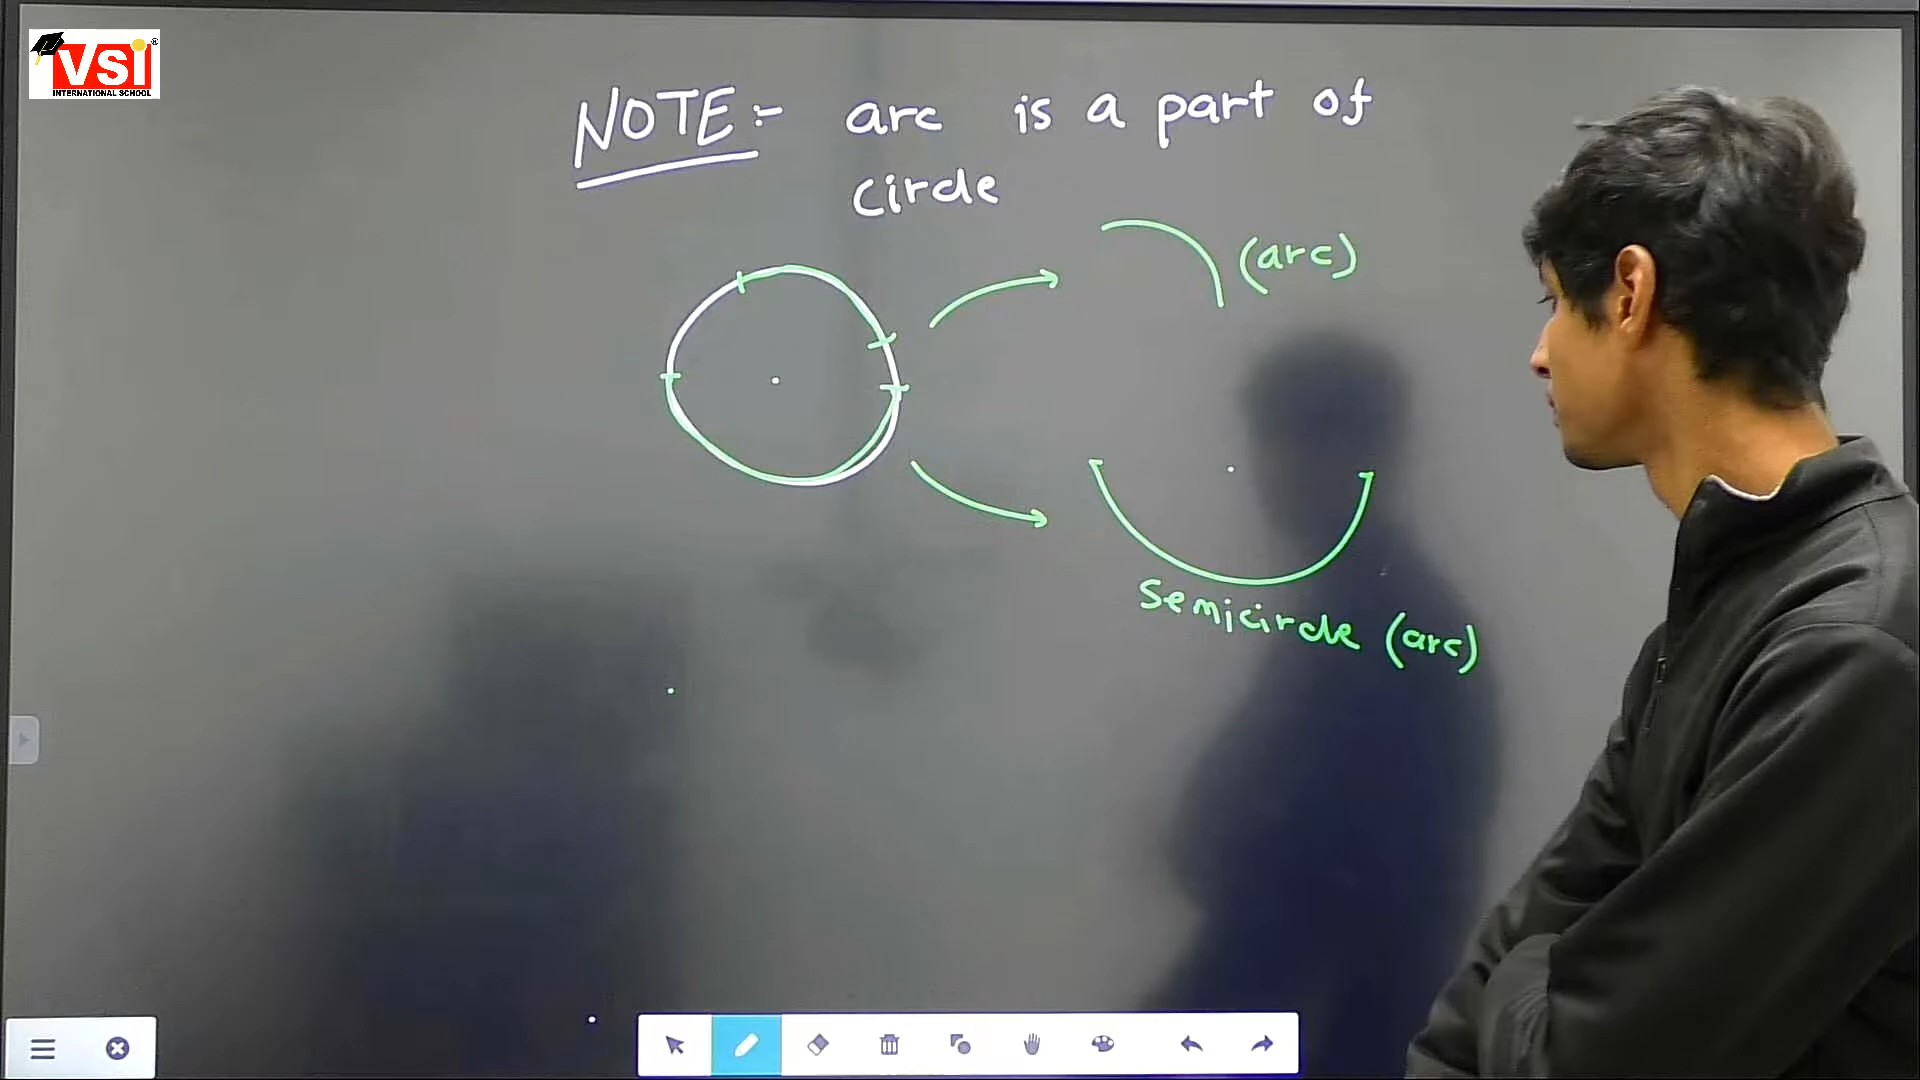 VSI
INTERNATIONAL SCHOOL
NOTE:- arc is a part of
circle
(arc)
Semicircle (arc)